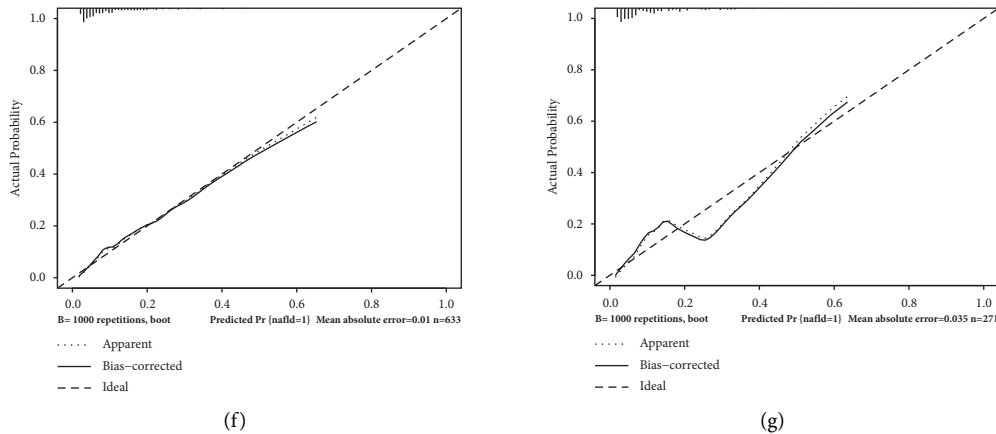 1.0
0.8
0.6
0.4
0.2
0.0
Actual Probability
0.0 0.2 0.4 0.6 0.8 1.0
B= 1000 repetitions, boot Predicted Pr {nafld=1} Mean absolute error=0.01 n=633
Apparent
Bias-corrected
Ideal
(f)
1.0
0.8
0.6
0.4
0.2
0.0
Actual Probability
0.0 0.2 0.4 0.6 0.8 1.0
B= 1000 repetitions, boot Predicted Pr {nafld=1} Mean absolute error=0.035 n=271
Apparent
Bias-corrected
Ideal
(g)